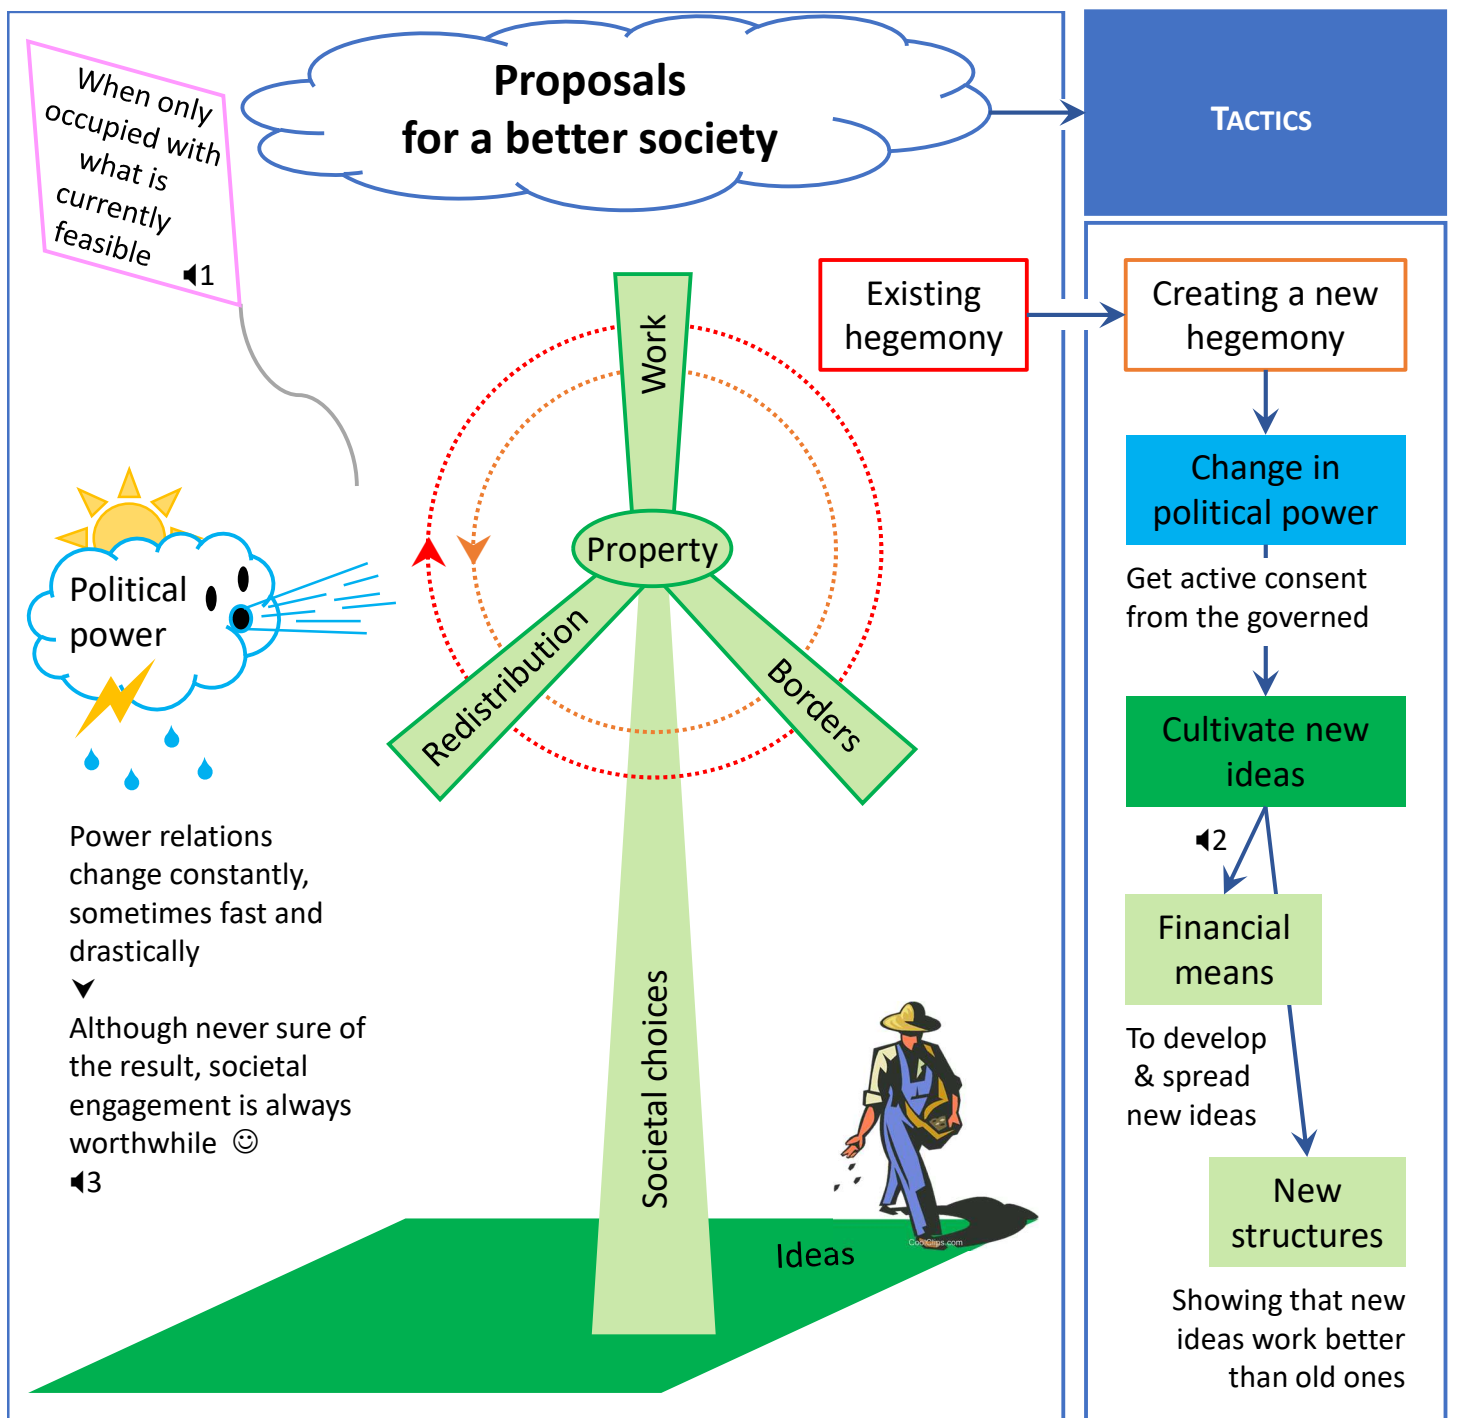 Proposals
for a better society
When only
occupied with
what is
currently
feasible
1
Work
Property
Redistribution
Borders
Societal choices
Ideas
CoolClips.com
Political
power
Power relations
change constantly,
sometimes fast and
drastically
Although never sure of
the result, societal
engagement is always
worthwhile ☺
3
Existing
hegemony
TACTICS
Creating a new
hegemony
Change in
political power
Get active consent
from the governed
Cultivate new
ideas
2
Financial
means
To develop
& spread
new ideas
New
structures
Showing that new
ideas work better
than old ones